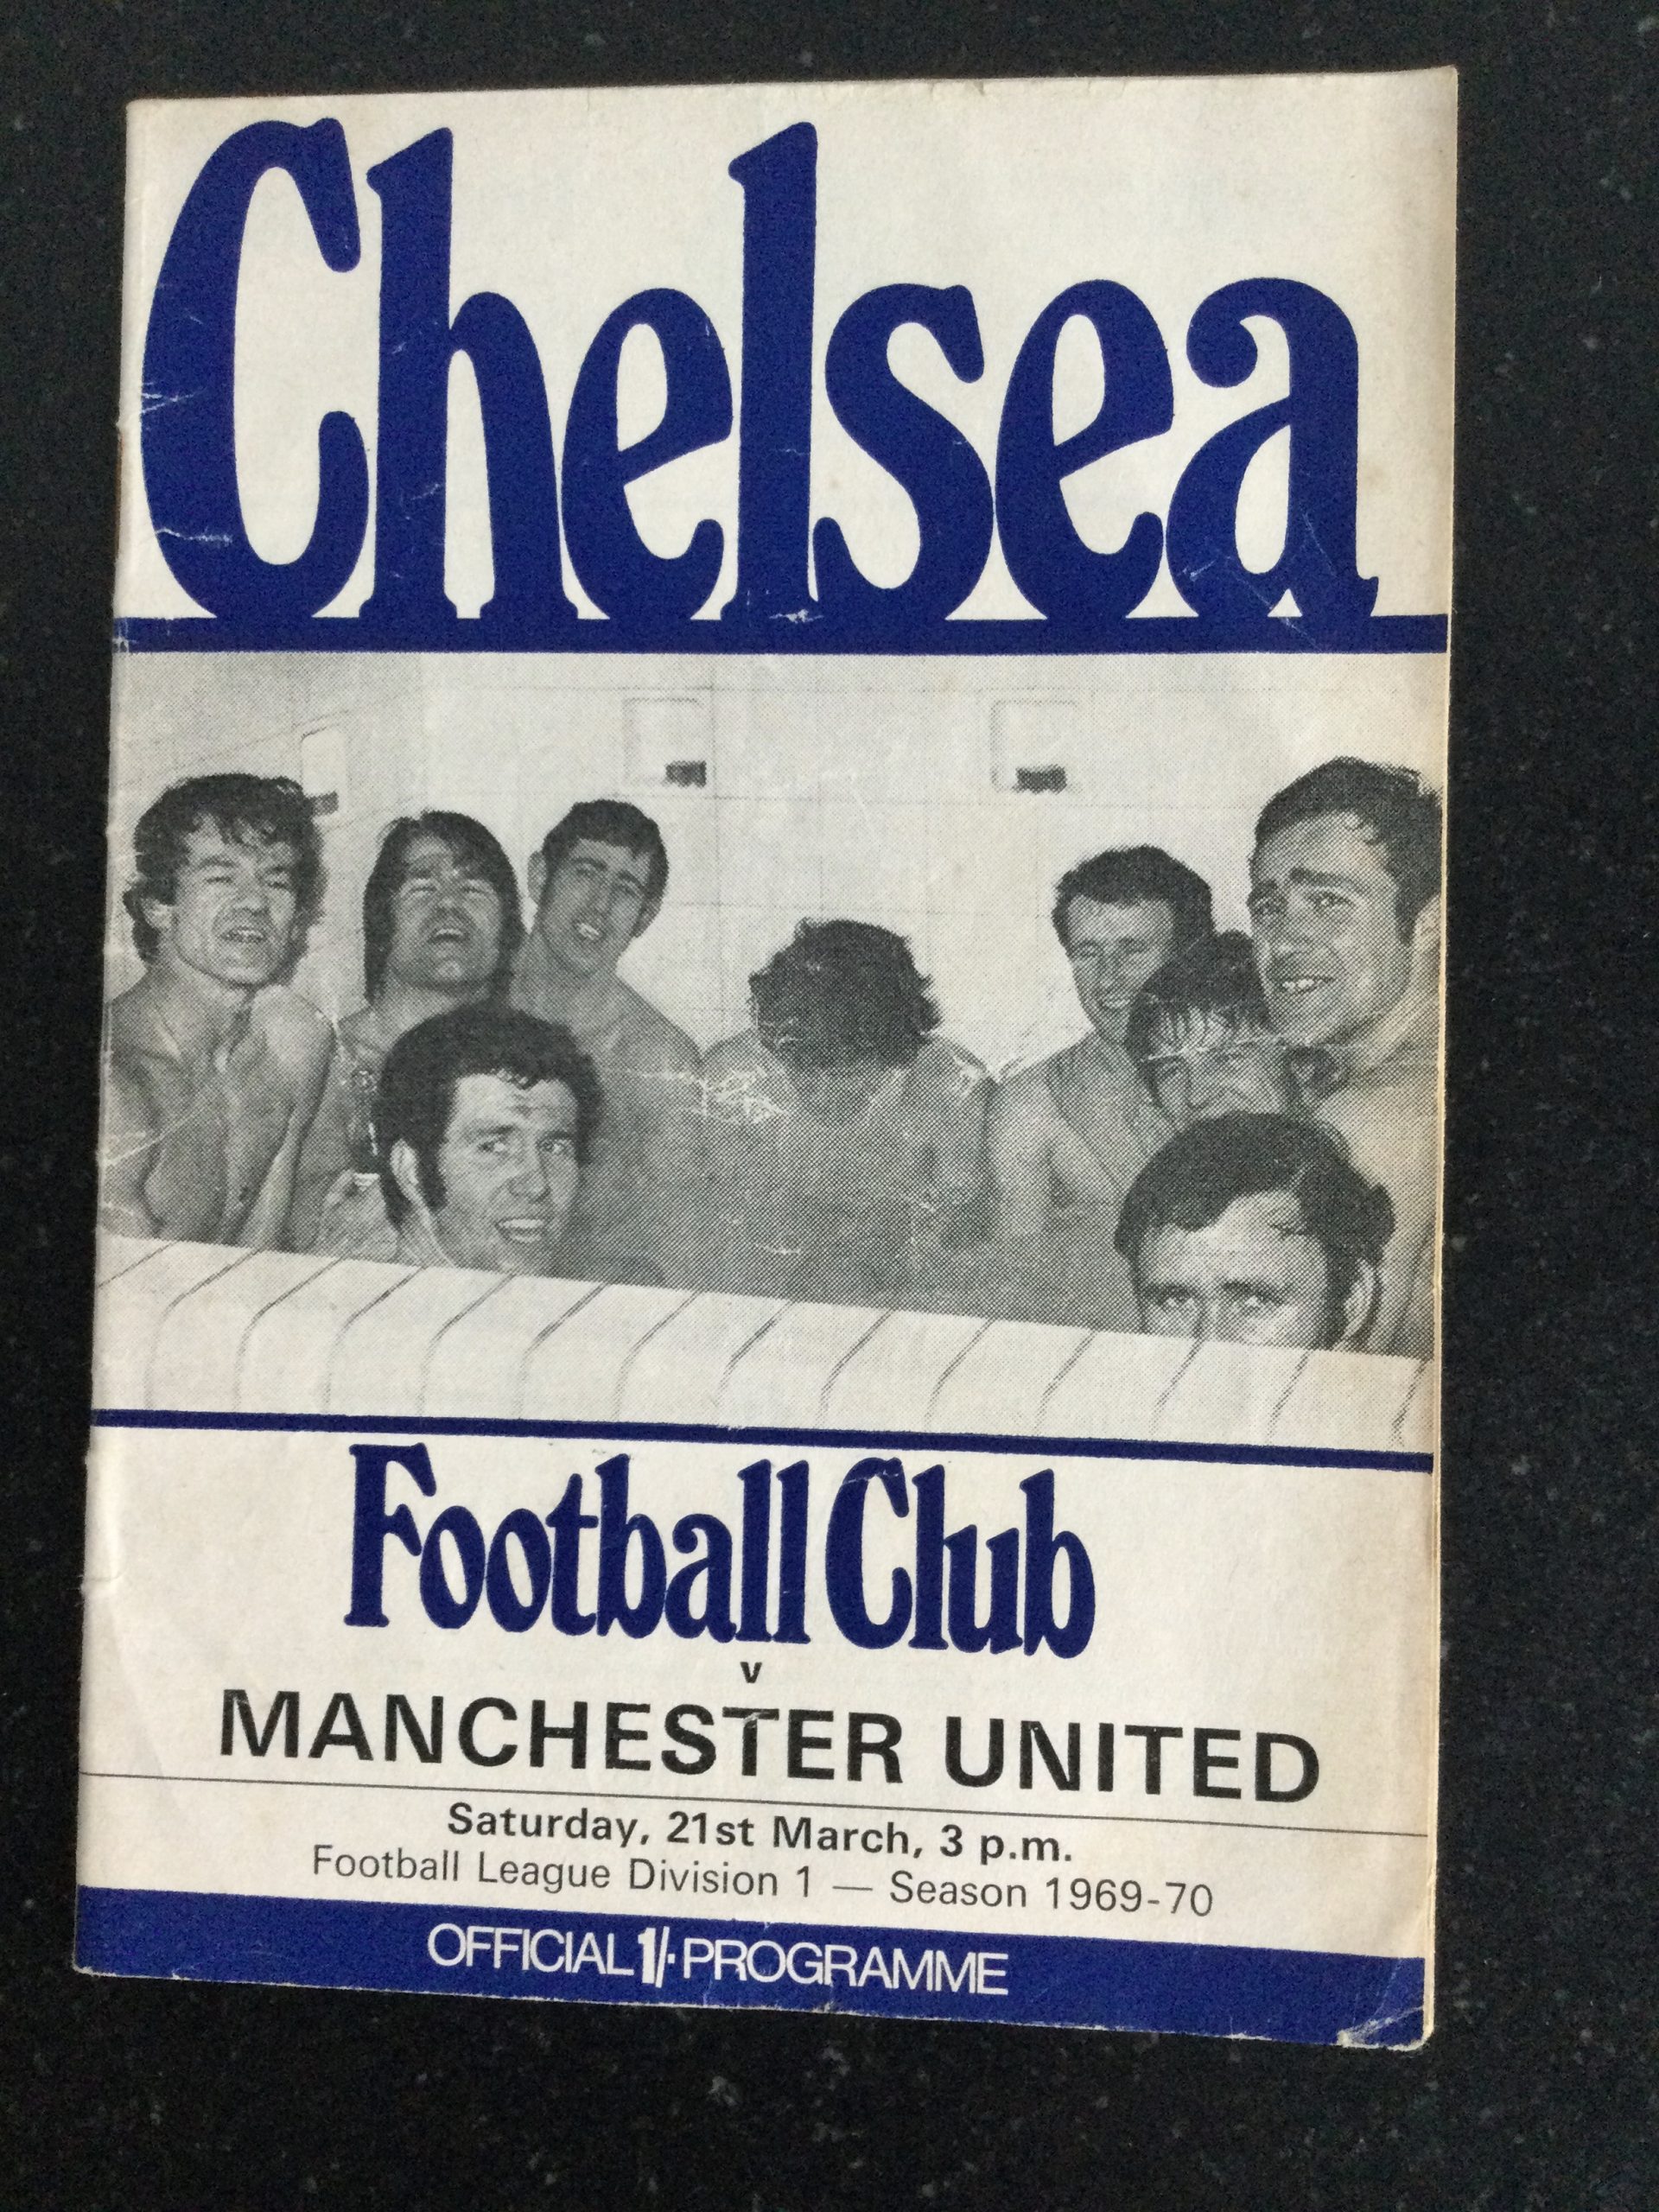 Chelsea
Football Club
v
MANCHESTER UNITED
Saturday, 21st March, 3 p.m.
Football League Division 1 — Season 1969-70
OFFICIAL 1/- PROGRAMME